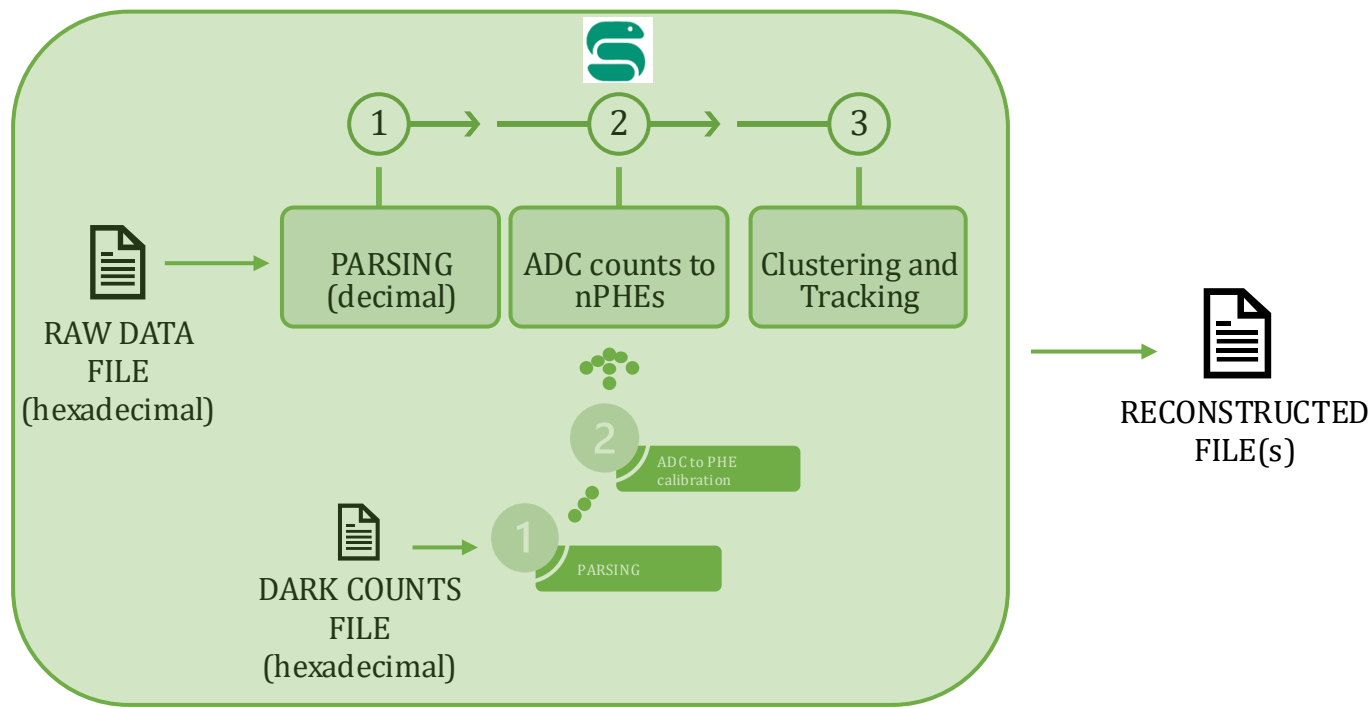 1
2
3
PARSING
(decimal)
ADC counts to
nPHEs
Clustering and
Tracking
RAW DATA
FILE
(hexadecimal)
RECONSTRUCTED
FILE(s)
2
ADC to PHE
calibration
1
PARSING
DARK COUNTS
FILE
(hexadecimal)